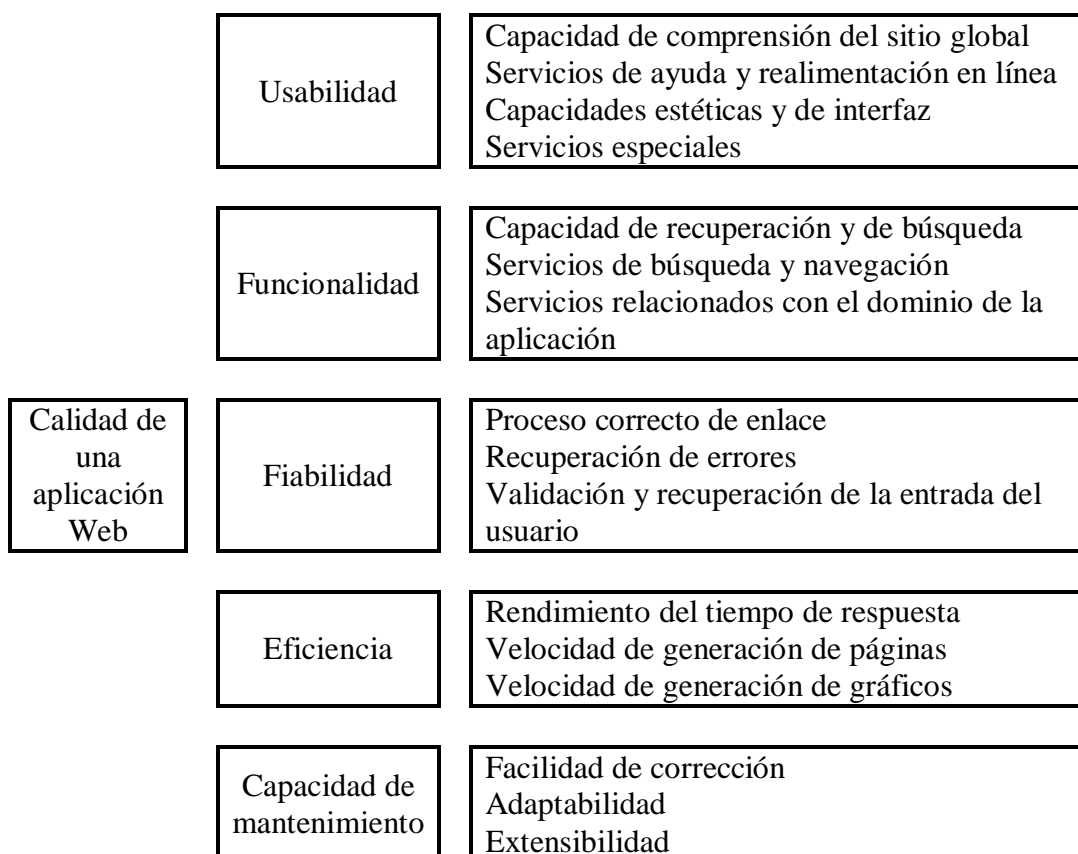 Usabilidad
Capacidad de comprensión del sitio global
Servicios de ayuda y realimentación en línea
Capacidades estéticas y de interfaz
Servicios especiales
Funcionalidad
Capacidad de recuperación y de búsqueda
Servicios de búsqueda y navegación
Servicios relacionados con el dominio de la
aplicación
Calidad de
una
aplicación
Web
Fiabilidad
Proceso correcto de enlace
Recuperación de errores
Validación y recuperación de la entrada del
usuario
Eficiencia
Rendimiento del tiempo de respuesta
Velocidad de generación de páginas
Velocidad de generación de gráficos
Capacidad de
mantenimiento
Facilidad de corrección
Adaptabilidad
Extensibilidad